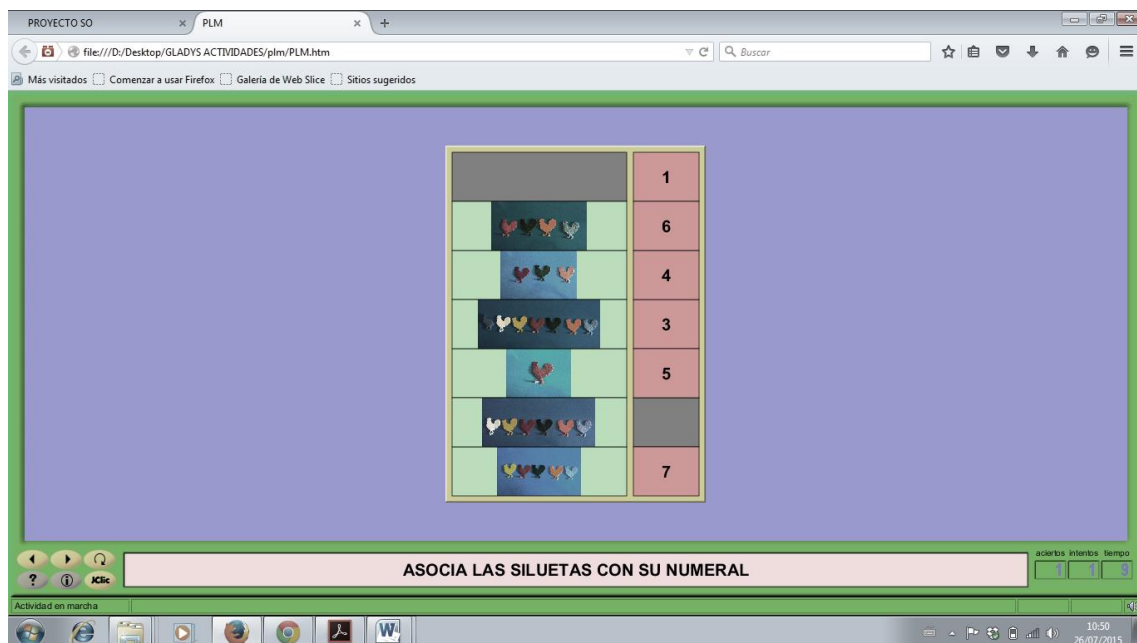 PROYECTO SO
PLM
file:///D:/Desktop/GLADYS ACTIVIDADES/plm/PLM.htm
Buscar
Más visitados
Comenzar a usar Firefox
Galería de Web Slice
Sitios sugeridos
1
6
4
3
5
7
ASOCIA LAS SILUETAS CON SU NUMERAL
?
JClic
aciertos intentos tiempo
1 1 9
Actividad en marcha
10:50
26/07/2015